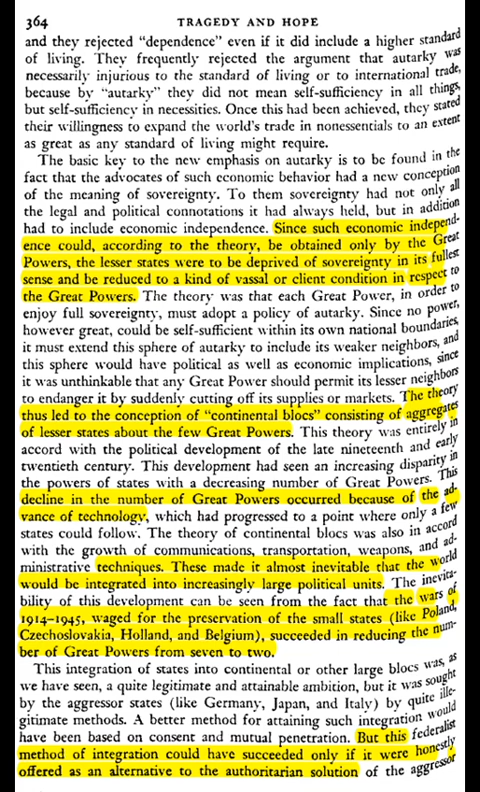 364 TRAGEDY AND HOPE
and they rejected “dependence” even if it did include a higher standard
of living. They frequently rejected the argument that autarky was
necessarily injurious to the standard of living or to international trade,
because by “autarky” they did not mean self-sufficiency in all things,
but self-sufficiency in necessities. Once this had been achieved, they stated
their willingness to expand the world’s trade in nonessentials to an extent
as great as any standard of living might require.
The basic key to the new emphasis on autarky is to be found in the
fact that the advocates of such economic behavior had a new conception
of the meaning of sovereignty. To them sovereignty had not only all
the legal and political connotations it had always held, but in addition
had to include economic independence. Since such economic independ-
ence could, according to the theory, be obtained only by the Great
Powers, the lesser states were to be deprived of sovereignty in its fullest
sense and be reduced to a kind of vassal or client condition in respect to
the Great Powers. The theory was that each Great Power, in order to
enjoy full sovereignty, must adopt a policy of autarky. Since no power,
however great, could be self-sufficient within its own national boundaries,
it must extend this sphere of autarky to include its weaker neighbors, and
this sphere would have political as well as economic implications, since
it was unthinkable that any Great Power should permit its lesser neighbors
to endanger it by suddenly cutting off its supplies or markets. The theory
thus led to the conception of “continental blocs” consisting of aggregates
of lesser states about the few Great Powers. This theory was entirely in
accord with the political development of the late nineteenth and early
twentieth century. This development had seen an increasing disparity in
the powers of states with a decreasing number of Great Powers. This
decline in the number of Great Powers occurred because of the ad-
vance of technology, which had progressed to a point where only a few
states could follow. The theory of continental blocs was also in accord
with the growth of communications, transportation, weapons, and ad-
ministrative techniques. These made it almost inevitable that the world
would be integrated into increasingly large political units. The inevita-
bility of this development can be seen from the fact that the wars of
1914-1945, waged for the preservation of the small states (like Poland,
Czechoslovakia, Holland, and Belgium), succeeded in reducing the num-
ber of Great Powers from seven to two.
This integration of states into continental or other large blocs was, as
we have seen, a quite legitimate and attainable ambition, but it was sought
by the aggressor states (like Germany, Japan, and Italy) by quite ille-
gitimate methods. A better method for attaining such integration would
have been based on consent and mutual penetration. But this federalist
method of integration could have succeeded only if it were honestly
offered as an alternative to the authoritarian solution of the aggressor